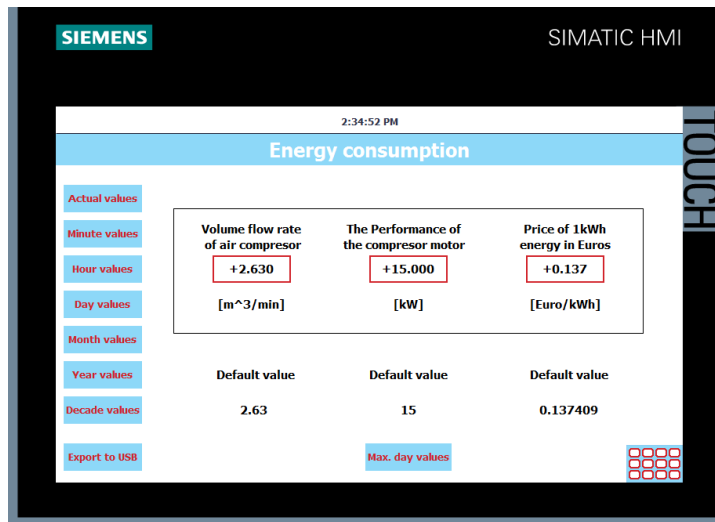 SIEMENS
SIMATIC HMI
TOUCH
2:34:52 PM
Energy consumption
Actual values
Minute values
Hour values
Day values
Month values
Year values
Decade values
Export to USB
Volume flow rate
of air compresor
+2.630
[m^3/min]
The Performance of
the compresor motor
+15.000
[kW]
Price of 1kWh
energy in Euros
+0.137
[Euro/kWh]
Default value
2.63
Default value
15
Default value
0.137409
Max. day values